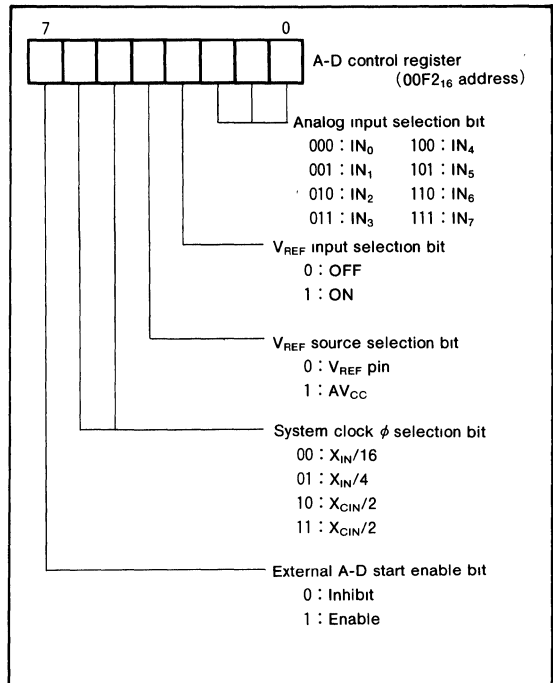 7 0
A-D control register
(00F2₁₆ address)
Analog input selection bit
000 : IN₀ 100 : IN₄
001 : IN₁ 101 : IN₅
010 : IN₂ 110 : IN₆
011 : IN₃ 111 : IN₇
V_REF input selection bit
0 : OFF
1 : ON
V_REF source selection bit
0 : V_REF pin
1 : AV_CC
System clock ϕ selection bit
00 : X_IN/16
01 : X_IN/4
10 : X_CIN/2
11 : X_CIN/2
External A-D start enable bit
0 : Inhibit
1 : Enable